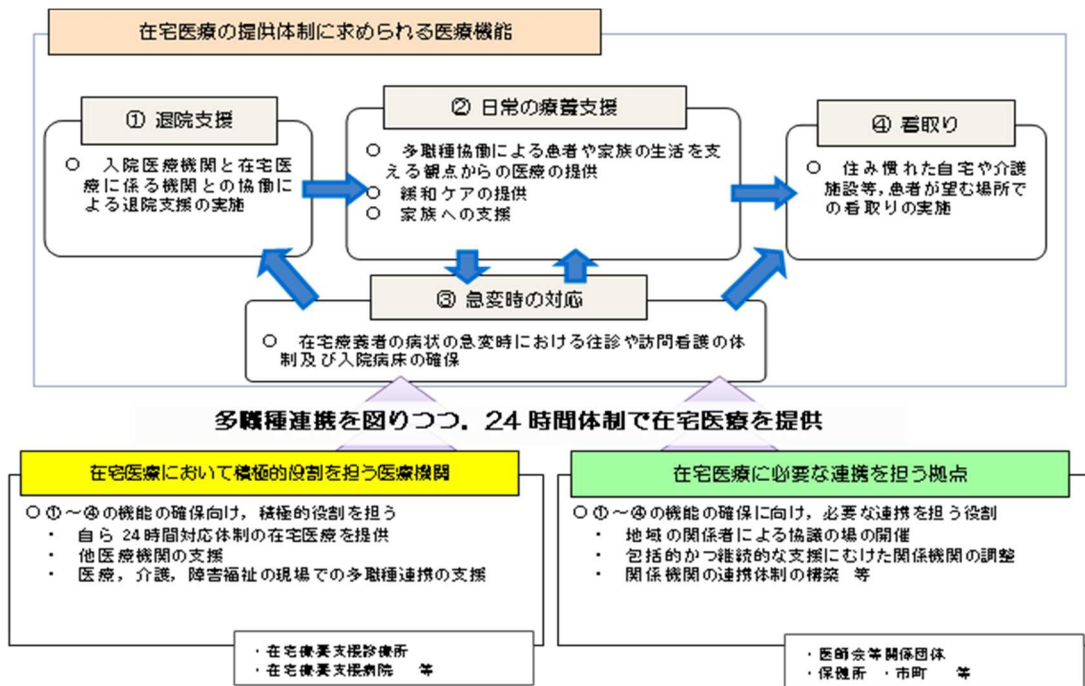 在宅医療の提供体制に求められる医療機能
① 退院支援
○ 入院医療機関と在宅医
療に係る機関との協働に
よる退院支援の実施
② 日常の療養支援
○ 多職種協働による患者や家族の生活を支
える観点からの医療の提供
○ 緩和ケアの提供
○ 家族への支援
④ 看取り
○ 住み慣れた自宅や介護
施設等，患者が望む場所で
の看取りの実施
③ 急変時の対応
○ 在宅療養者の病状の急変時における往診や訪問看護の体
制及び入院病床の確保
多職種連携を図りつつ，24 時間体制で在宅医療を提供
在宅医療において積極的役割を担う医療機関
○ ①～④の機能の確保向け，積極的役割を担う
・ 自ら 24 時間対応体制の在宅医療を提供
・ 他医療機関の支援
・ 医療，介護，障害福祉の現場での多職種連携の支援
・在宅療養支援診療所
・在宅療養支援病院 等
在宅医療に必要な連携を担う拠点
○ ①～④の機能の確保に向け，必要な連携を担う役割
・ 地域の関係者による協議の場の開催
・ 包括的かつ継続的な支援にむけた関係機関の調整
・ 関係機関の連携体制の構築 等
・医師会等関係団体
・保健所 ・市町 等